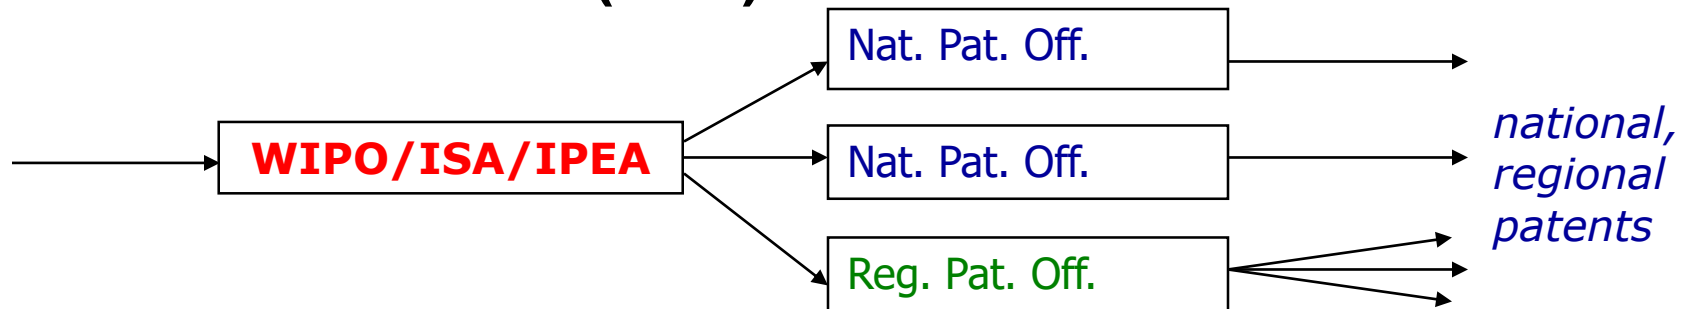 Nat. Pat. Off.
WIPO/ISA/IPEA
Nat. Pat. Off.
Reg. Pat. Off.
national,
regional
patents